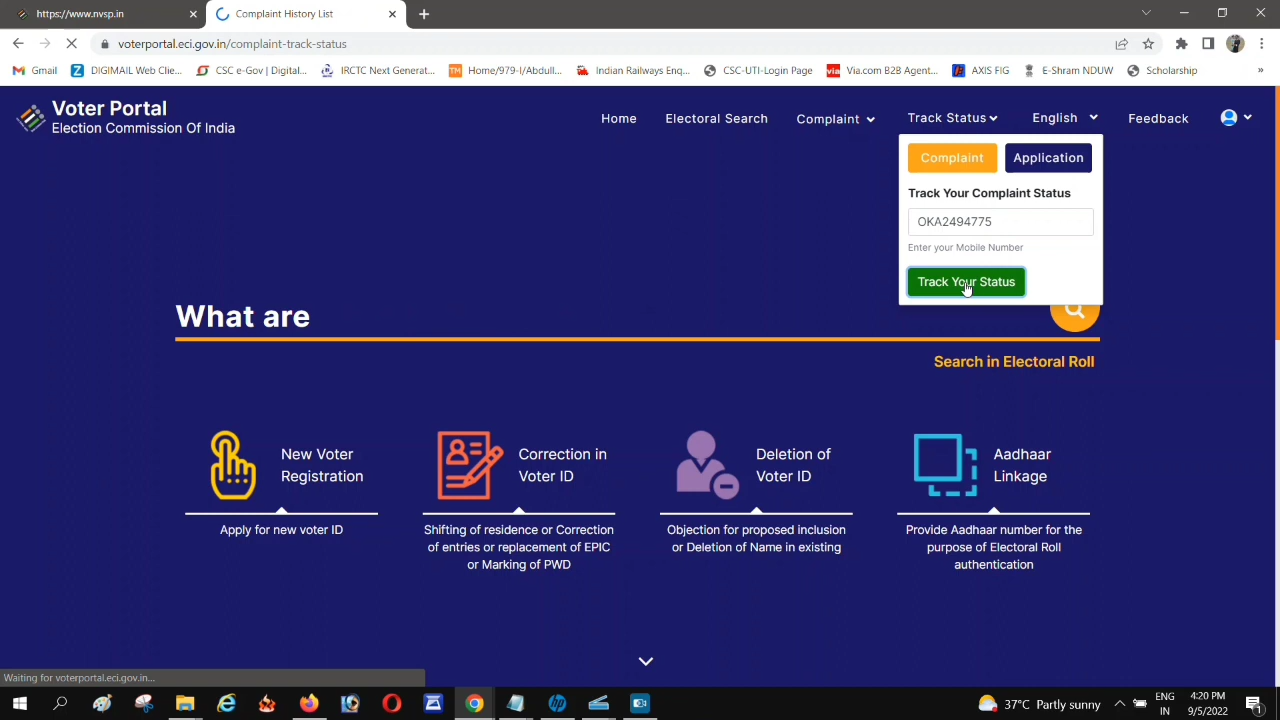 https://www.nvsp.in
Complaint History List
voterportal.eci.gov.in/complaint-track-status
Gmail
DIGIMAIL Web Clie...
CSC e-Gov | Digital...
IRCTC Next Generat...
Home/979-I/Abdull...
Indian Railways Enq...
CSC-UTI-Login Page
Via.com B2B Agent...
AXIS FIG
E-Shram NDUW
Scholarship
»
Voter Portal
Election Commission Of India
Home
Electoral Search
Complaint
Track Status
English
Feedback
Complaint
Application
Track Your Complaint Status
OKA2494775
Enter your Mobile Number
Track Your Status
What are
Search in Electoral Roll
New Voter
Registration
Apply for new voter ID
Correction in
Voter ID
Shifting of residence or Correction
of entries or replacement of EPIC
or Marking of PWD
Deletion of
Voter ID
Objection for proposed inclusion
or Deletion of Name in existing
Aadhaar
Linkage
Provide Aadhaar number for the
purpose of Electoral Roll
authentication
Waiting for voterportal.eci.gov.in...
37°C Partly sunny
ENG
IN
4:20 PM
9/5/2022
1